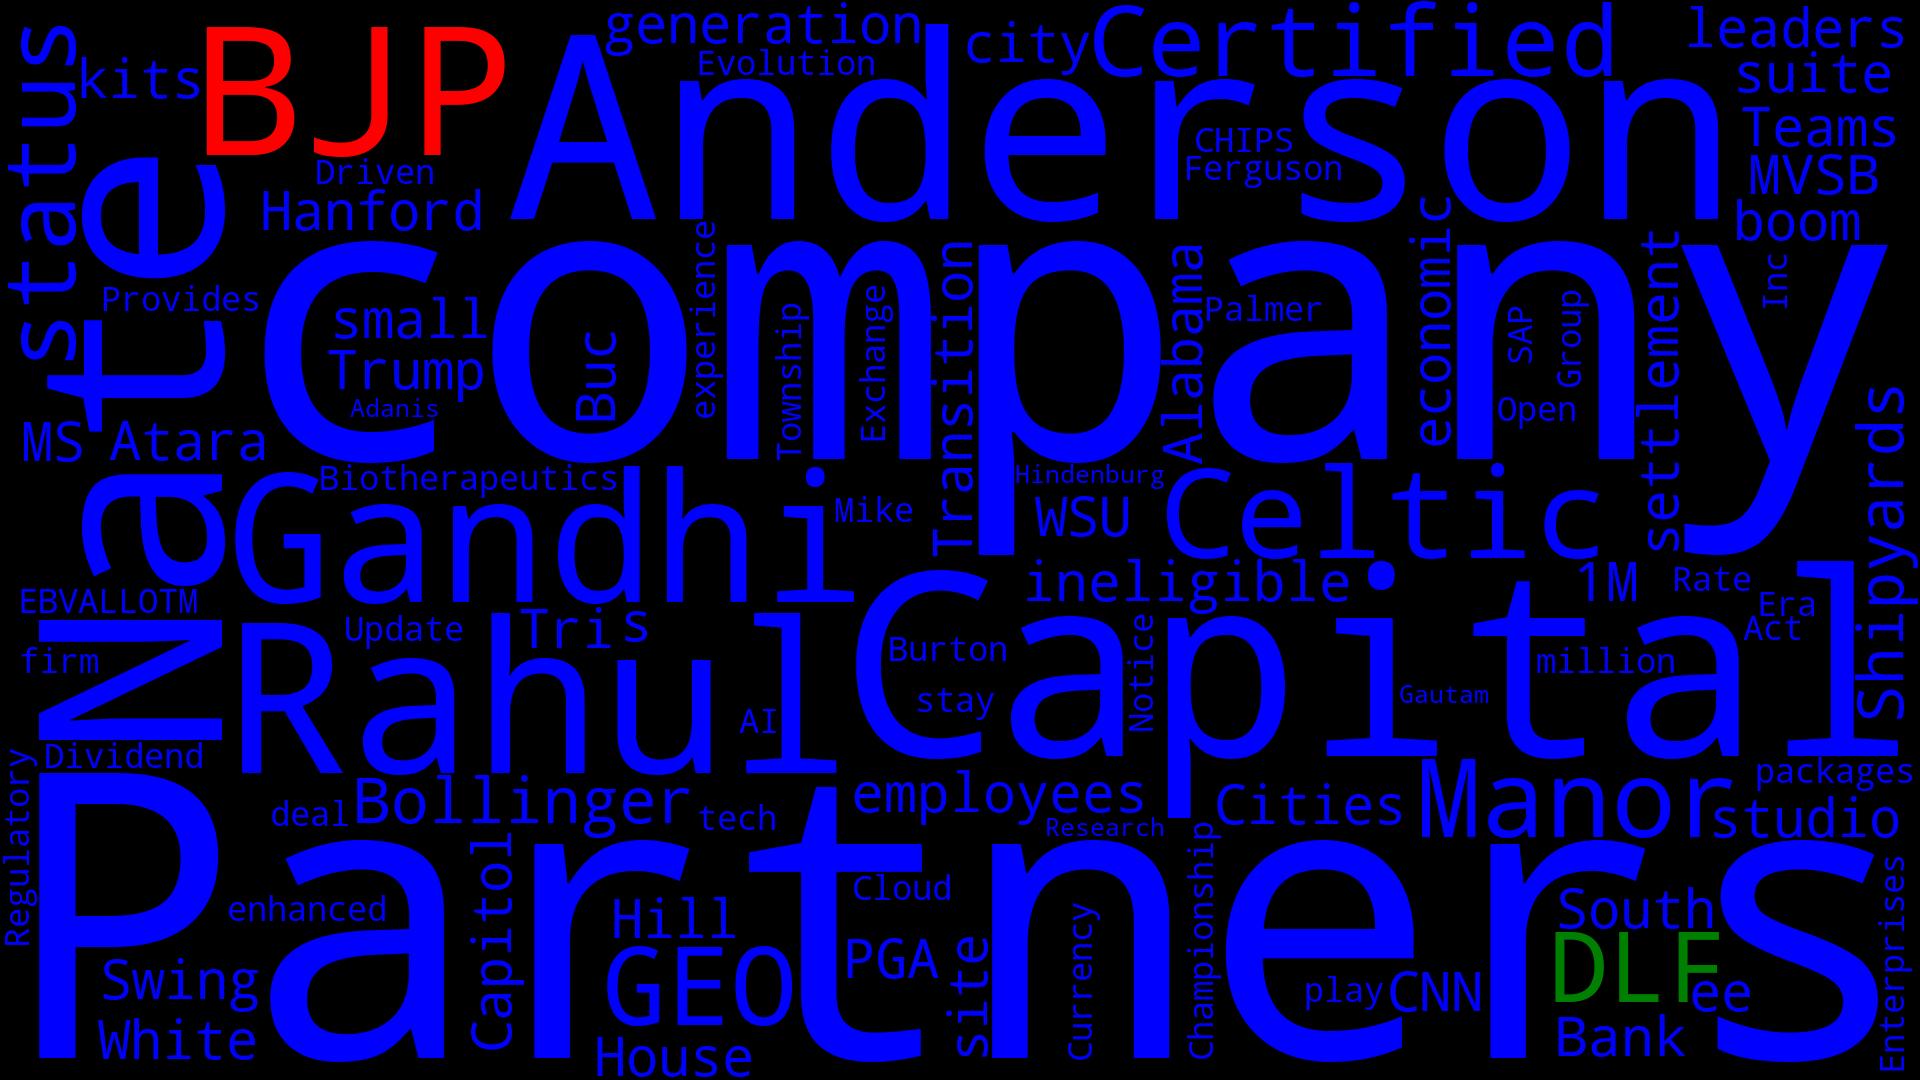 status
kits
BJP
generation
Evolution
city
Certified
leaders
suite
Teams
MVSB
boom
Anderson
CHIPS
Ferguson
Driven
Hanford
Nate
company
Provides
small
Trump
Adanis
Buc
experience
Township
Exchange
Transition
Alabama
Palmer
economic
SAP
Open
Group
settlement
Inc
MS
Atara
Gandhi
Biotherapeutics
Mike
Hindenburg
WSU
Celtic
Shipyards
EBVALLOTM
firm
Rahul
Update
Tris
Capital
ineligible
1M
Rate
Era
Act
Burton
stay
Notice
Gautam
million
AI
Dividend
Regulatory
Partners
deal
Bollinger
tech
employees
Research
Cities
Manor
packages
studio
enhanced
Capitol
Hill
GEO
House
Cloud
PGA
site
Currency
Championship
play
CNN
South
DLF
ee
Bank
Enterprises
Swing
White